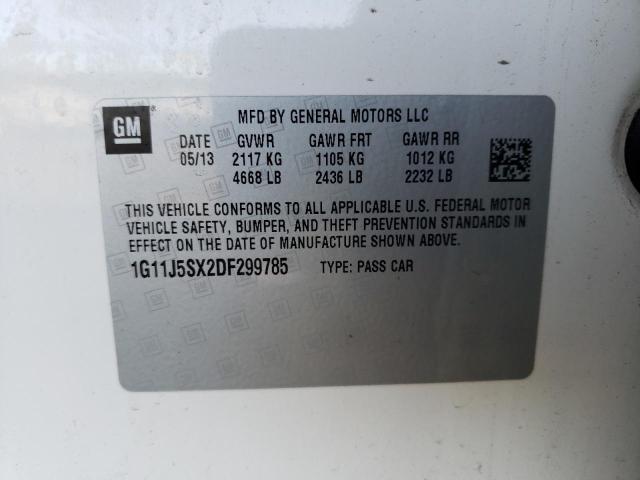 GM
MFD BY GENERAL MOTORS LLC
DATE GVWR GAWR FRT GAWR RR
05/13 2117 KG 1105 KG 1012 KG
4668 LB 2436 LB 2232 LB
THIS VEHICLE CONFORMS TO ALL APPLICABLE U.S. FEDERAL MOTOR
VEHICLE SAFETY, BUMPER, AND THEFT PREVENTION STANDARDS IN
EFFECT ON THE DATE OF MANUFACTURE SHOWN ABOVE.
1G11J5SX2DF299785 TYPE: PASS CAR